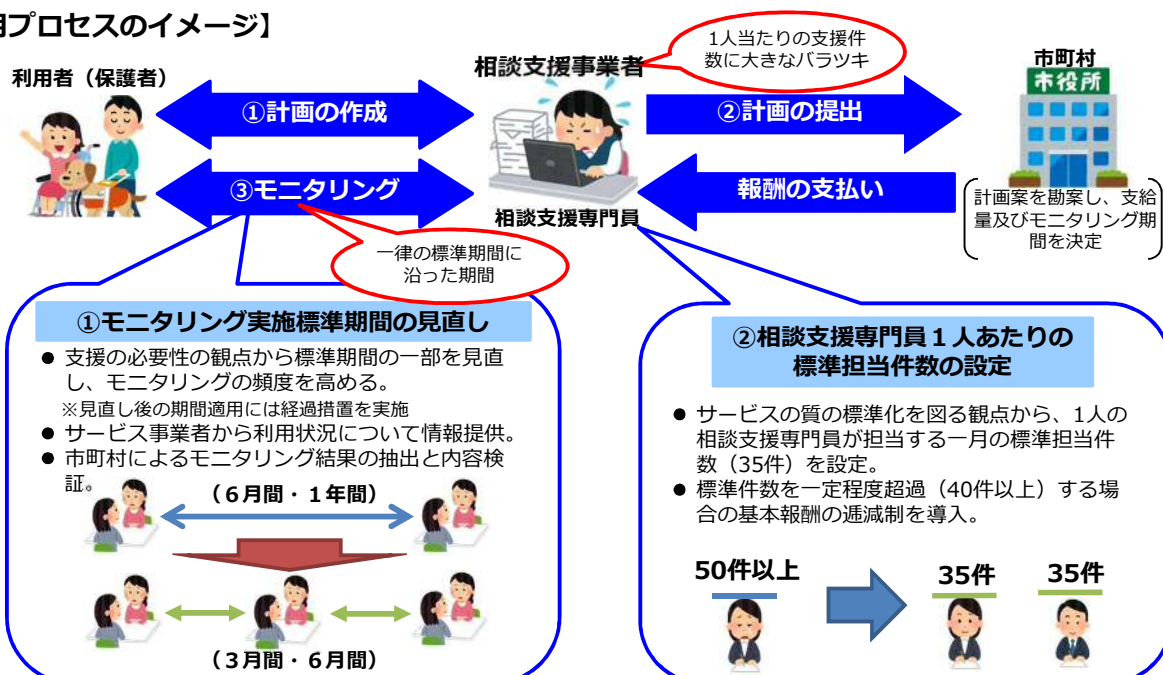 用プロセスのイメージ】
利用者（保護者）
①計画の作成
③モニタリング
相談支援事業者
相談支援専門員
1人当たりの支援件
数に大きなバラツキ
②計画の提出
報酬の支払い
市町村
市役所
計画案を勘案し、支給
量及びモニタリング期
間を決定
一律の標準期間に
沿った期間
①モニタリング実施標準期間の見直し
● 支援の必要性の観点から標準期間の一部を見直
し、モニタリングの頻度を高める。
※見直し後の期間適用には経過措置を実施
● サービス事業者から利用状況について情報提供。
● 市町村によるモニタリング結果の抽出と内容検
証。
（６月間・１年間）
（３月間・６月間）
②相談支援専門員１人あたりの
標準担当件数の設定
● サービスの質の標準化を図る観点から、1人の
相談支援専門員が担当する一月の標準担当件
数（35件）を設定。
● 標準件数を一定程度超過（40件以上）する場
合の基本報酬の逓減制を導入。
50件以上
35件
35件